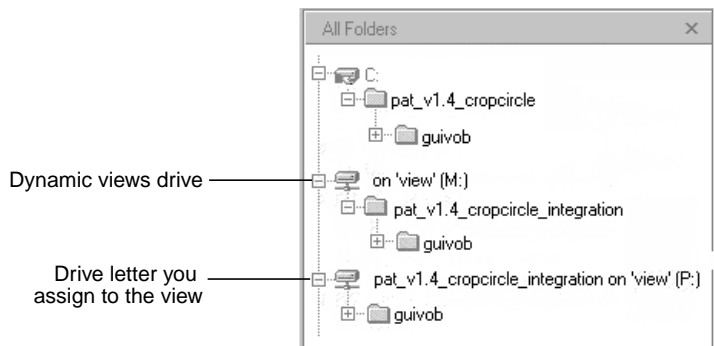 All Folders
C:
pat_v1.4_cropcircle
guivob
Dynamic views drive
on 'view' (M:)
pat_v1.4_cropcircle_integration
guivob
Drive letter you
assign to the view
pat_v1.4_cropcircle_integration on 'view' (P:)
guivob